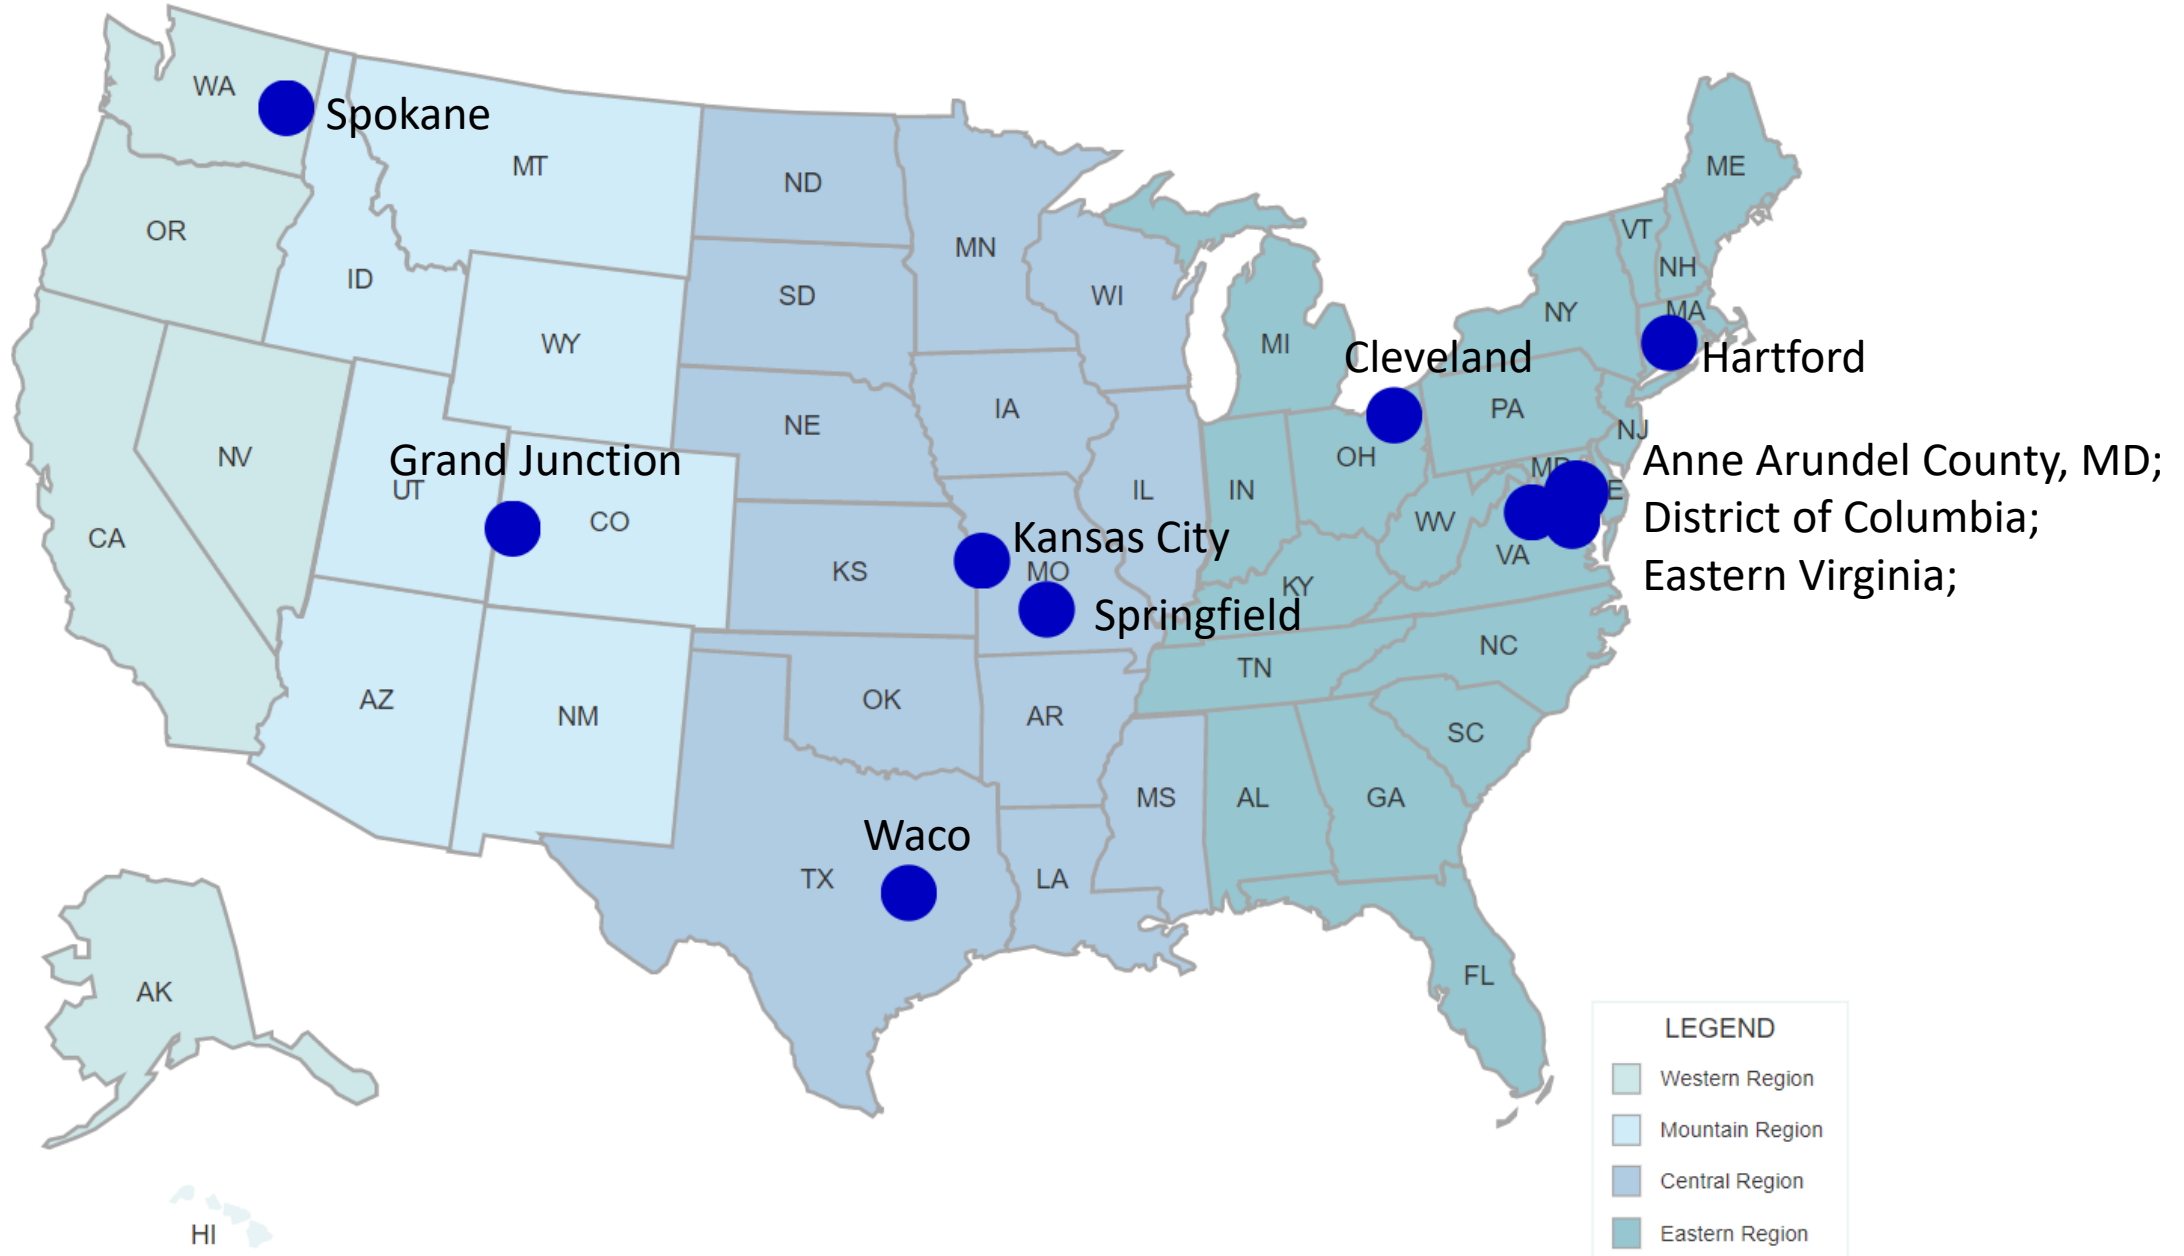 WA
Spokane
MT
ND
ME
OR
MN
VT
NH
ID
SD
WI
NY
MA
WY
MI
Cleveland
Hartford
NE
IA
PA
NJ
NV
Grand Junction
UT
CO
IL
IN
OH
MD
E
Anne Arundel County, MD;
District of Columbia;
Eastern Virginia;
CA
KS
Kansas City
MO
WV
VA
KY
Springfield
NC
TN
AZ
NM
OK
AR
SC
MS
AL
GA
Waco
TX
LA
FL
AK
HI
LEGEND
Western Region
Mountain Region
Central Region
Eastern Region